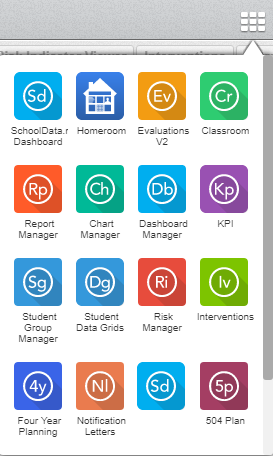 Sd Ev Cr
SchoolData.n Homeroom Evaluations Classroom
Dashboard V2
Rp Ch Db Kp
Report Chart Dashboard KPI
Manager Manager Manager
Sg Dg Ri Iv
Student Student Risk Interventions
Group Data Grids Manager
Manager
4y Nl Sd 5p
Four Year Notification 504 Plan
Planning Letters